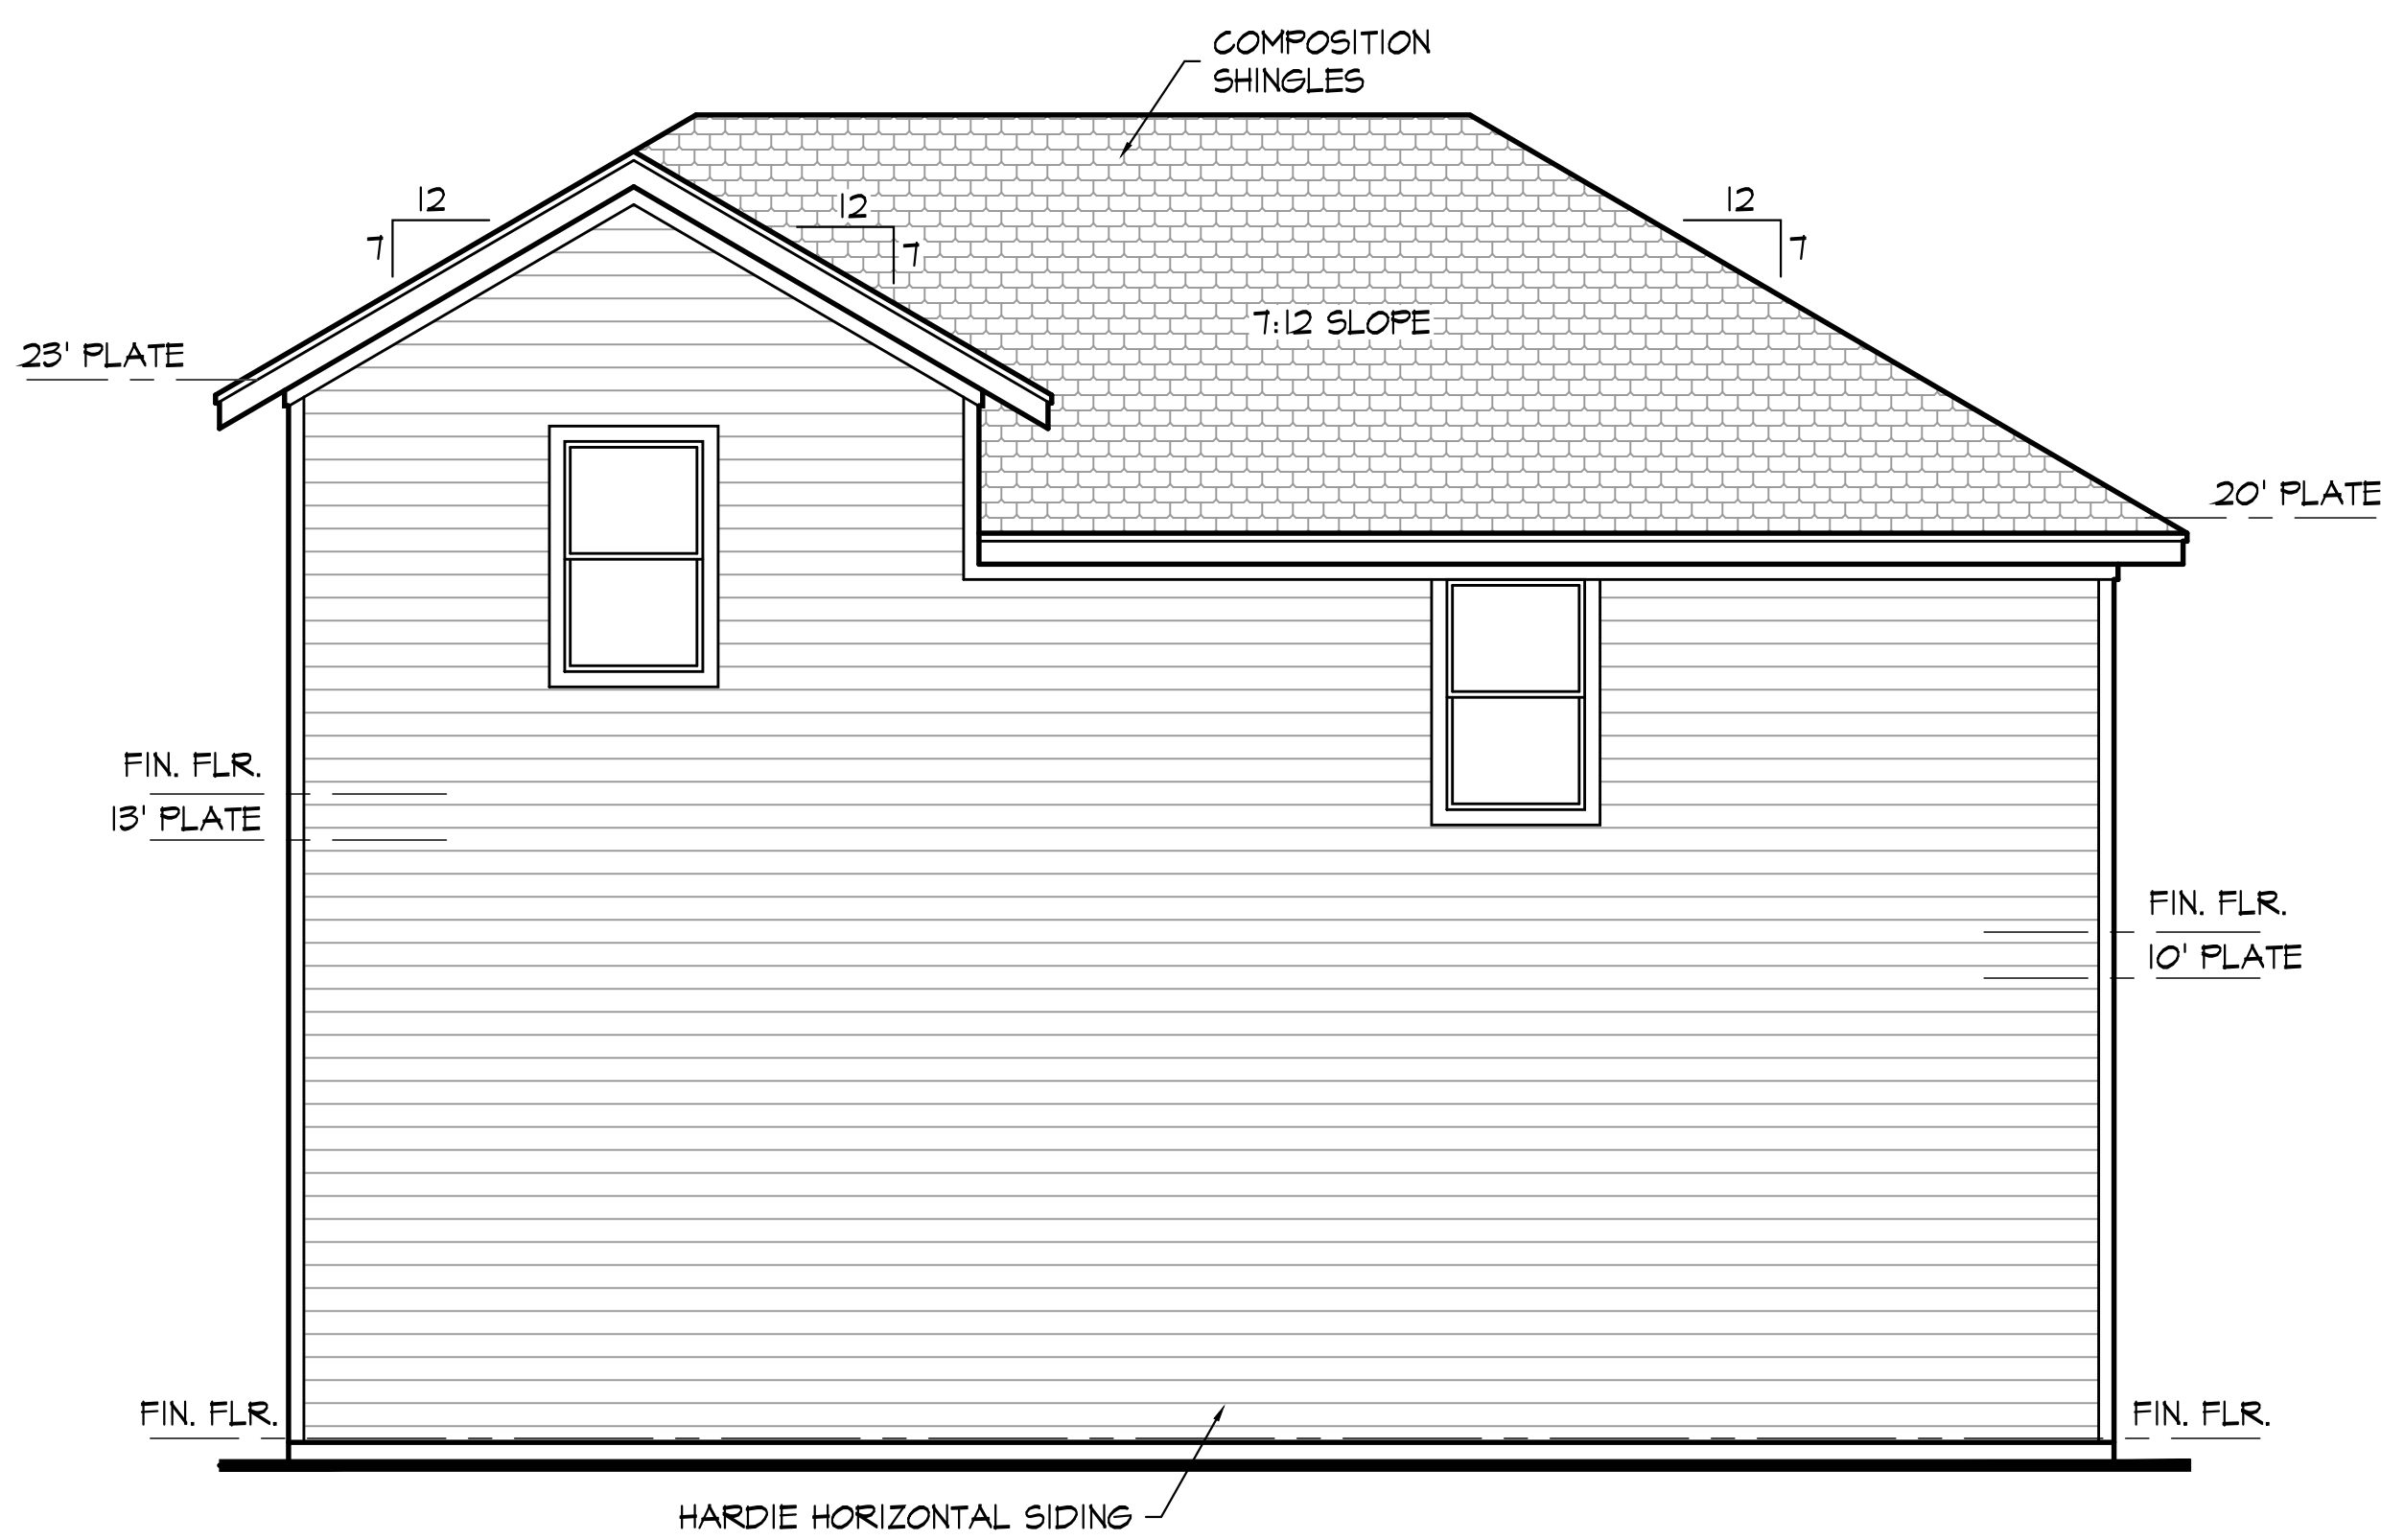 COMPOSITION
SHINGLES
12
7
12
7
12
7
7:12 SLOPE
23' PLATE
20' PLATE
FIN. FLR.
13' PLATE
FIN. FLR.
10' PLATE
FIN. FLR.
FIN. FLR.
HARDIE HORIZONTAL SIDING